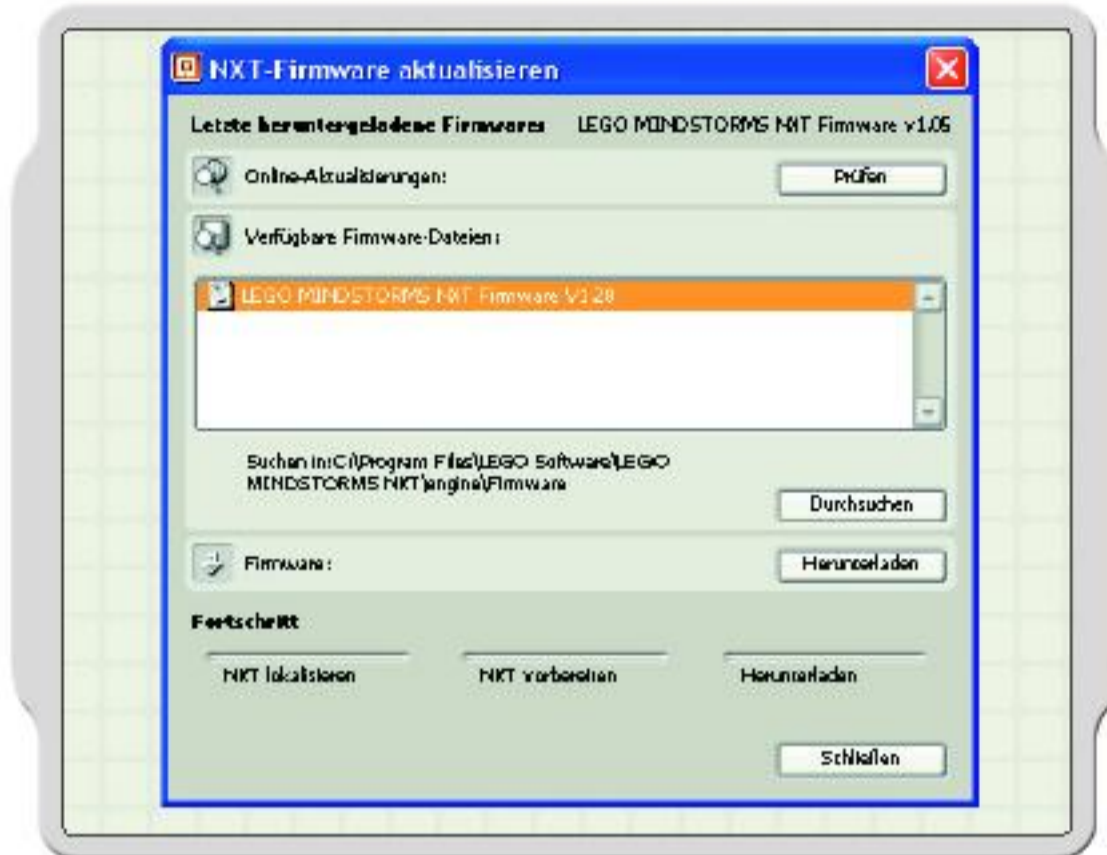 NXT-Firmware aktualisieren
Letzte heruntergeladene Firmware: LEGO MINDSTORMS NXT Firmware v1.05
Online-Aktualisierungen: Prüfen
Verfügbare Firmware-Dateien:
LEGO MINDSTORMS NXT Firmware V1.28
Suchen in:C:\Program Files\LEGO Software\LEGO
MINDSTORMS NXT\engine\Firmware
Durchsuchen
Firmware: Herunterladen
Fortschritt
NXT lokalisieren NXT vorbereiten Herunterladen
Schließen